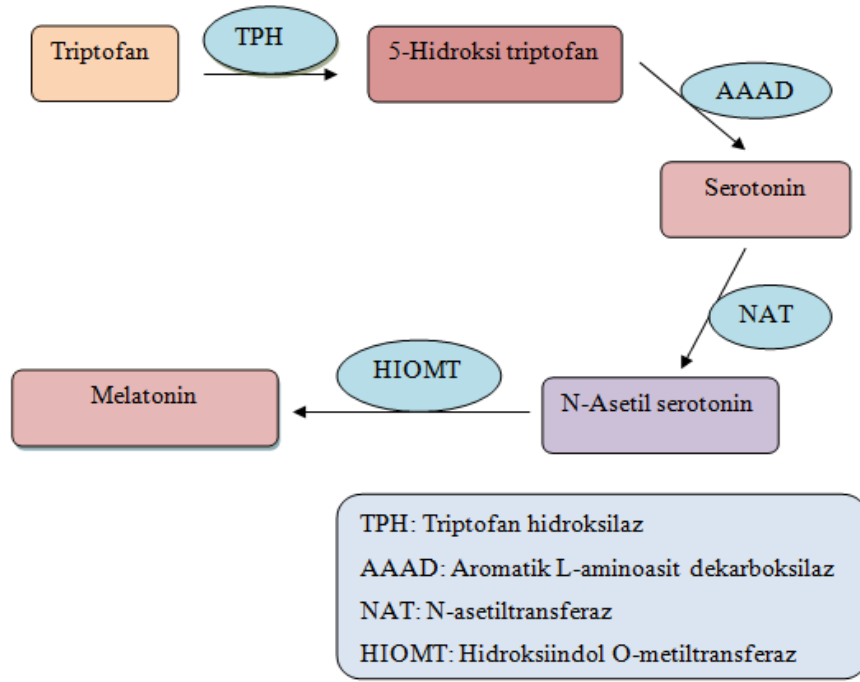 Triptofan
TPH
5-Hidroksi triptofan
AAAD
Serotonin
NAT
N-Asetil serotonin
HIOMT
Melatonin
TPH: Triptofan hidroksilaz
AAAD: Aromatik L-aminoasit dekarboksilaz
NAT: N-asetiltransferaz
HIOMT: Hidroksiindol O-metiltransferaz